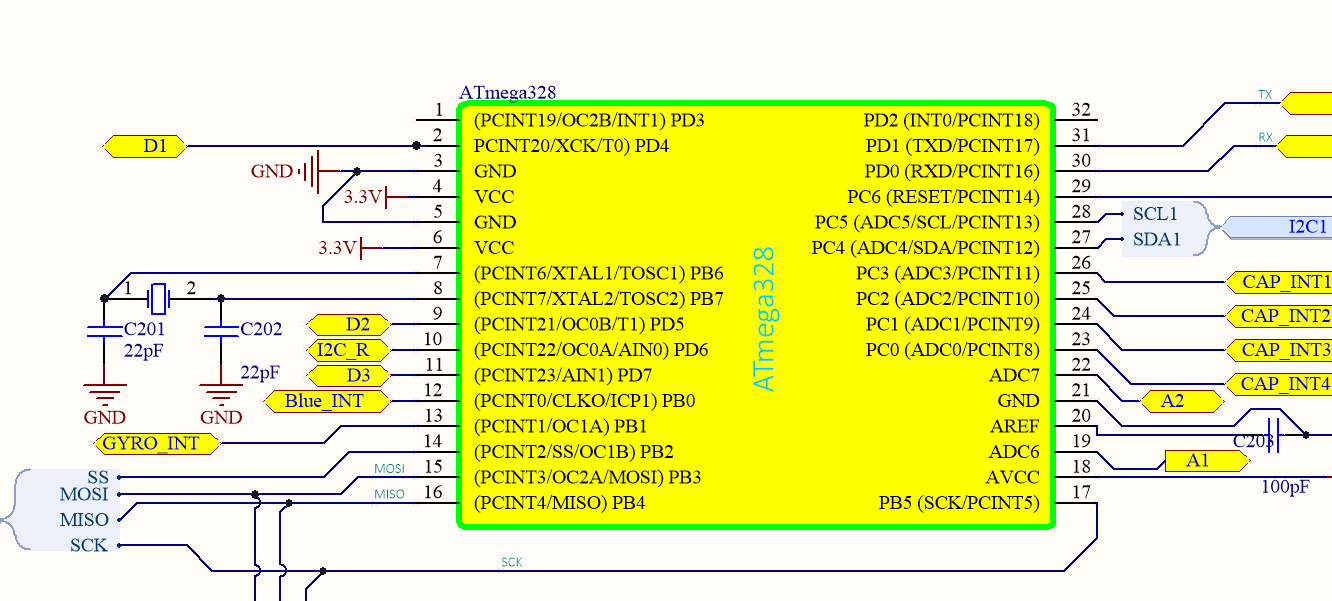 ATmega328
1 (PCINT19/OC2B/INT1) PD3 PD2 (INT0/PCINT18) 32 TX
D1 2 PCINT20/XCK/T0) PD4 PD1 (TXD/PCINT17) 31 RX
GND 3 GND PD0 (RXD/PCINT16) 30
3.3V 4 VCC PC6 (RESET/PCINT14) 29
5 GND PC5 (ADC5/SCL/PCINT13) 28 SCL1 I2C1
3.3V 6 VCC PC4 (ADC4/SDA/PCINT12) 27 SDA1
7 (PCINT6/XTAL1/TOSC1) PB6 PC3 (ADC3/PCINT11) 26 CAP_INT1
1 2 8 (PCINT7/XTAL2/TOSC2) PB7 PC2 (ADC2/PCINT10) 25 CAP_INT2
C201 C202 D2 9 (PCINT21/OC0B/T1) PD5 PC1 (ADC1/PCINT9) 24 CAP_INT3
22pF I2C_R 10 (PCINT22/OC0A/AIN0) PD6 PC0 (ADC0/PCINT8) 23 CAP_INT4
22pF D3 11 (PCINT23/AIN1) PD7 ADC7 22 A2
Blue_INT 12 (PCINT0/CLKO/ICP1) PB0 GND 21
GND GND
GYRO_INT 13 (PCINT1/OC1A) PB1 AREF 20 C203
14 (PCINT2/SS/OC1B) PB2 ADC6 19 A1
SS MOSI 15 (PCINT3/OC2A/MOSI) PB3 AVCC 18 100pF
MOSI MISO 16 (PCINT4/MISO) PB4 PB5 (SCK/PCINT5) 17
MISO
SCK
SCK
ATmega328